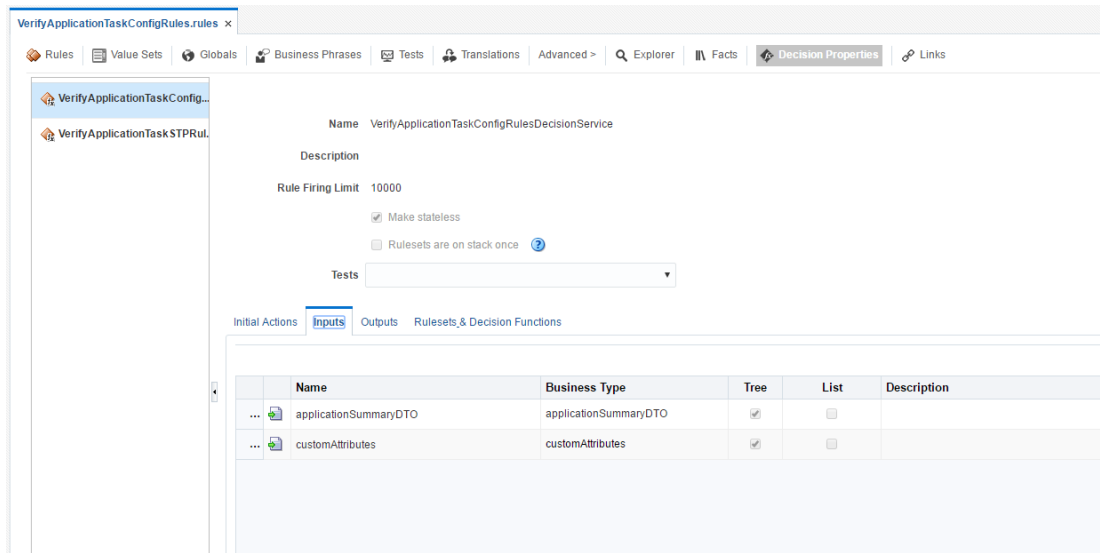 VerifyApplicationTaskConfigRules.rules ×
Rules Value Sets Globals Business Phrases Tests Translations Advanced > Explorer Facts Decision Properties Links
VerifyApplicationTaskConfig...
VerifyApplicationTaskSTPRul.
Name VerifyApplicationTaskConfigRulesDecisionService
Description
Rule Firing Limit 10000
Make stateless
Rulesets are on stack once ?
Tests
Initial Actions Inputs Outputs Rulesets & Decision Functions
Name Business Type Tree List Description
... applicationSummaryDTO applicationSummaryDTO
... customAttributes customAttributes